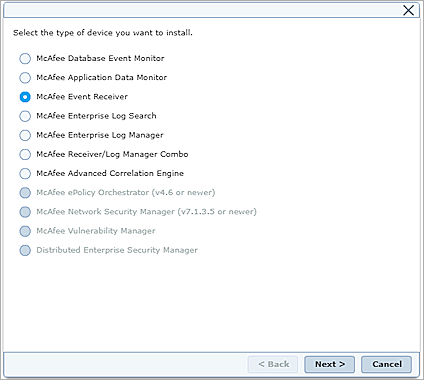 Select the type of device you want to install.
McAfee Database Event Monitor
McAfee Application Data Monitor
McAfee Event Receiver
McAfee Enterprise Log Search
McAfee Enterprise Log Manager
McAfee Receiver/Log Manager Combo
McAfee Advanced Correlation Engine
McAfee ePolicy Orchestrator (v4.6 or newer)
McAfee Network Security Manager (v7.1.3.5 or newer)
McAfee Vulnerability Manager
Distributed Enterprise Security Manager
< Back Next > Cancel